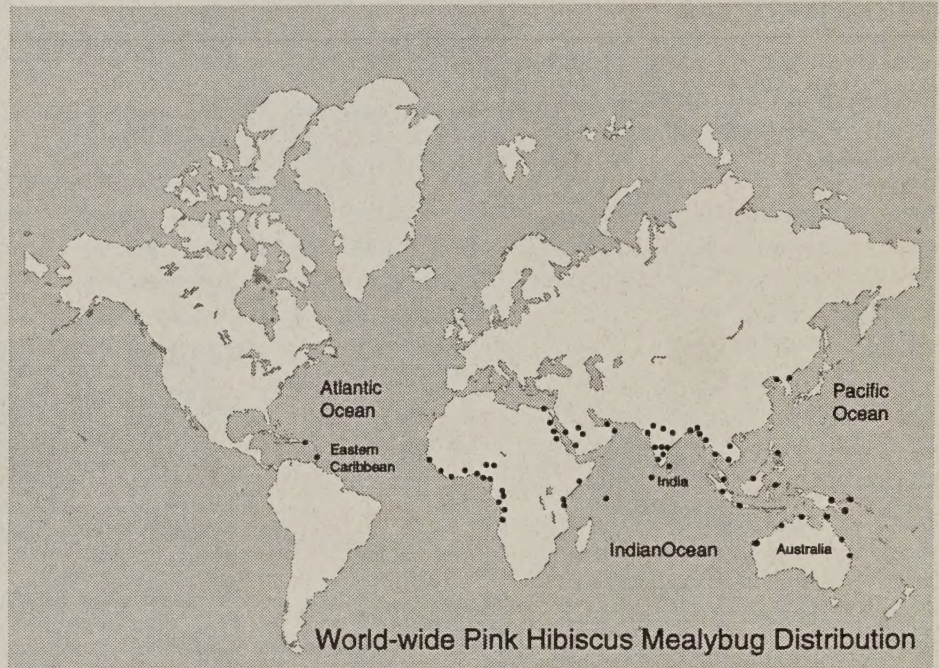 Atlantic
Ocean
Pacific
Ocean
Eastern
Caribbean
India
IndianOcean
Australia
World-wide Pink Hibiscus Mealybug Distribution